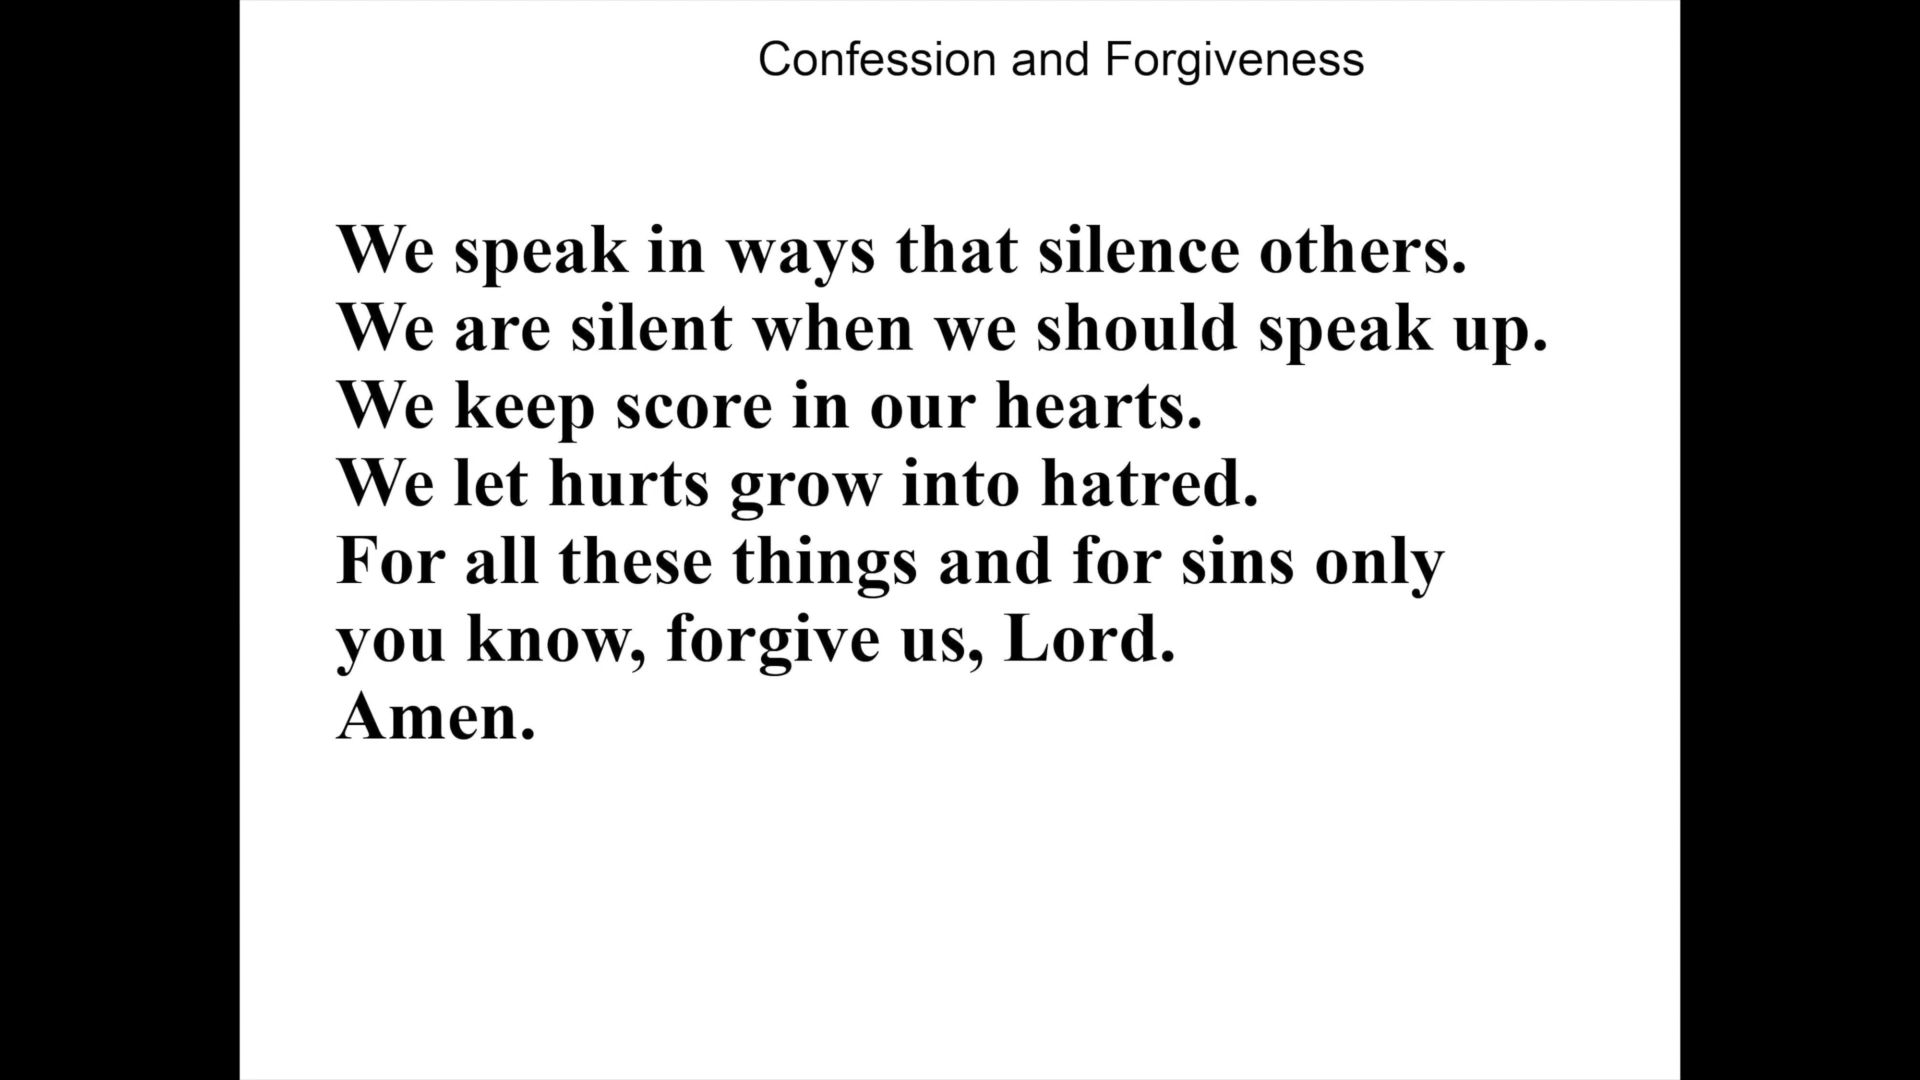 Confession and Forgiveness
We speak in ways that silence others.
We are silent when we should speak up.
We keep score in our hearts.
We let hurts grow into hatred.
For all these things and for sins only
you know, forgive us, Lord.
Amen.